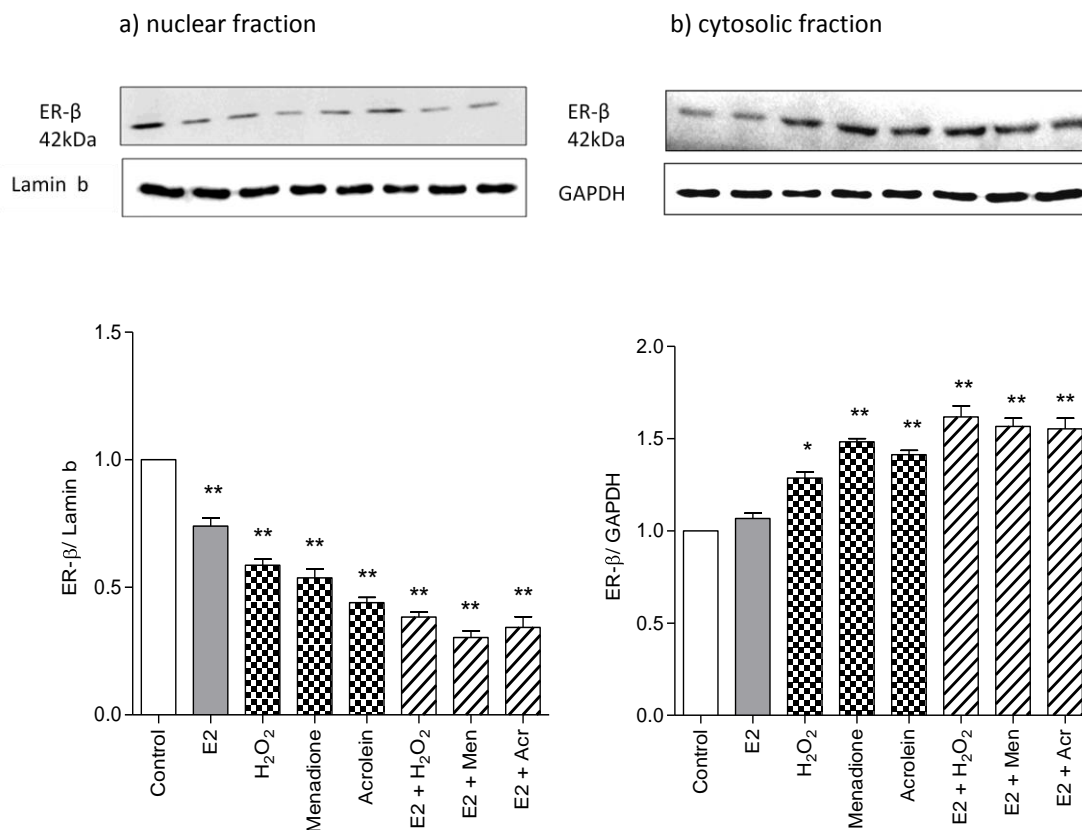 a) nuclear fraction
ER-β
42kDa
Lamin b
1.5
1.0
0.5
0.0
ER-β/ Lamin b
**
**
**
**
**
**
**
Control
E2
H₂O₂
Menadione
Acrolein
E2 + H₂O₂
E2 + Men
E2 + Acr
b) cytosolic fraction
ER-β
42kDa
GAPDH
2.0
1.5
1.0
0.5
0.0
ER-β/ GAPDH
*
**
**
**
**
**
Control
E2
H₂O₂
Menadione
Acrolein
E2 + H₂O₂
E2 + Men
E2 + Acr